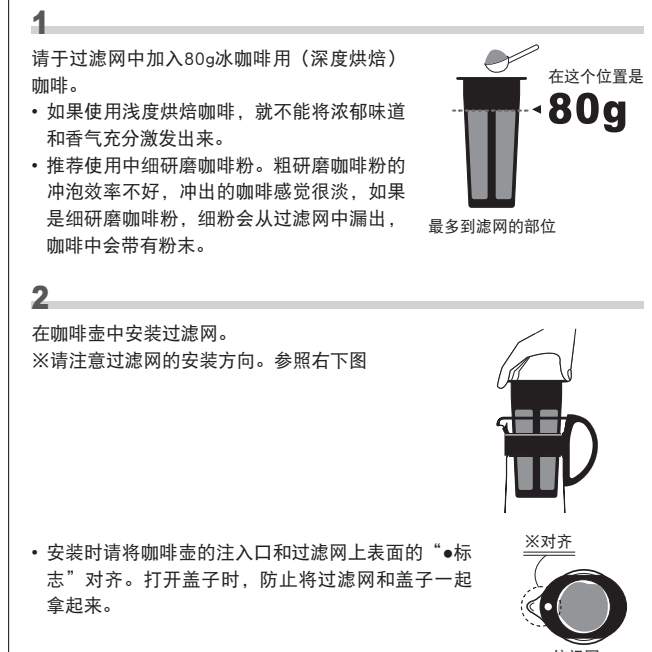 1
请于过滤网中加入80g冰咖啡用（深度烘焙）
咖啡。
• 如果使用浅度烘焙咖啡，就不能将浓郁味道
和香气充分激发出来。
• 推荐使用中细研磨咖啡粉。粗研磨咖啡粉的
冲泡效率不好，冲出的咖啡感觉很淡，如果
是细研磨咖啡粉，细粉会从过滤网中漏出，
咖啡中会带有粉末。
在这个位置是
80g
最多到滤网的部位
2
在咖啡壶中安装过滤网。
※请注意过滤网的安装方向。参照右下图
• 安装时请将咖啡壶的注入口和过滤网上表面的“●标
志”对齐。打开盖子时，防止将过滤网和盖子一起
拿起来。
※对齐